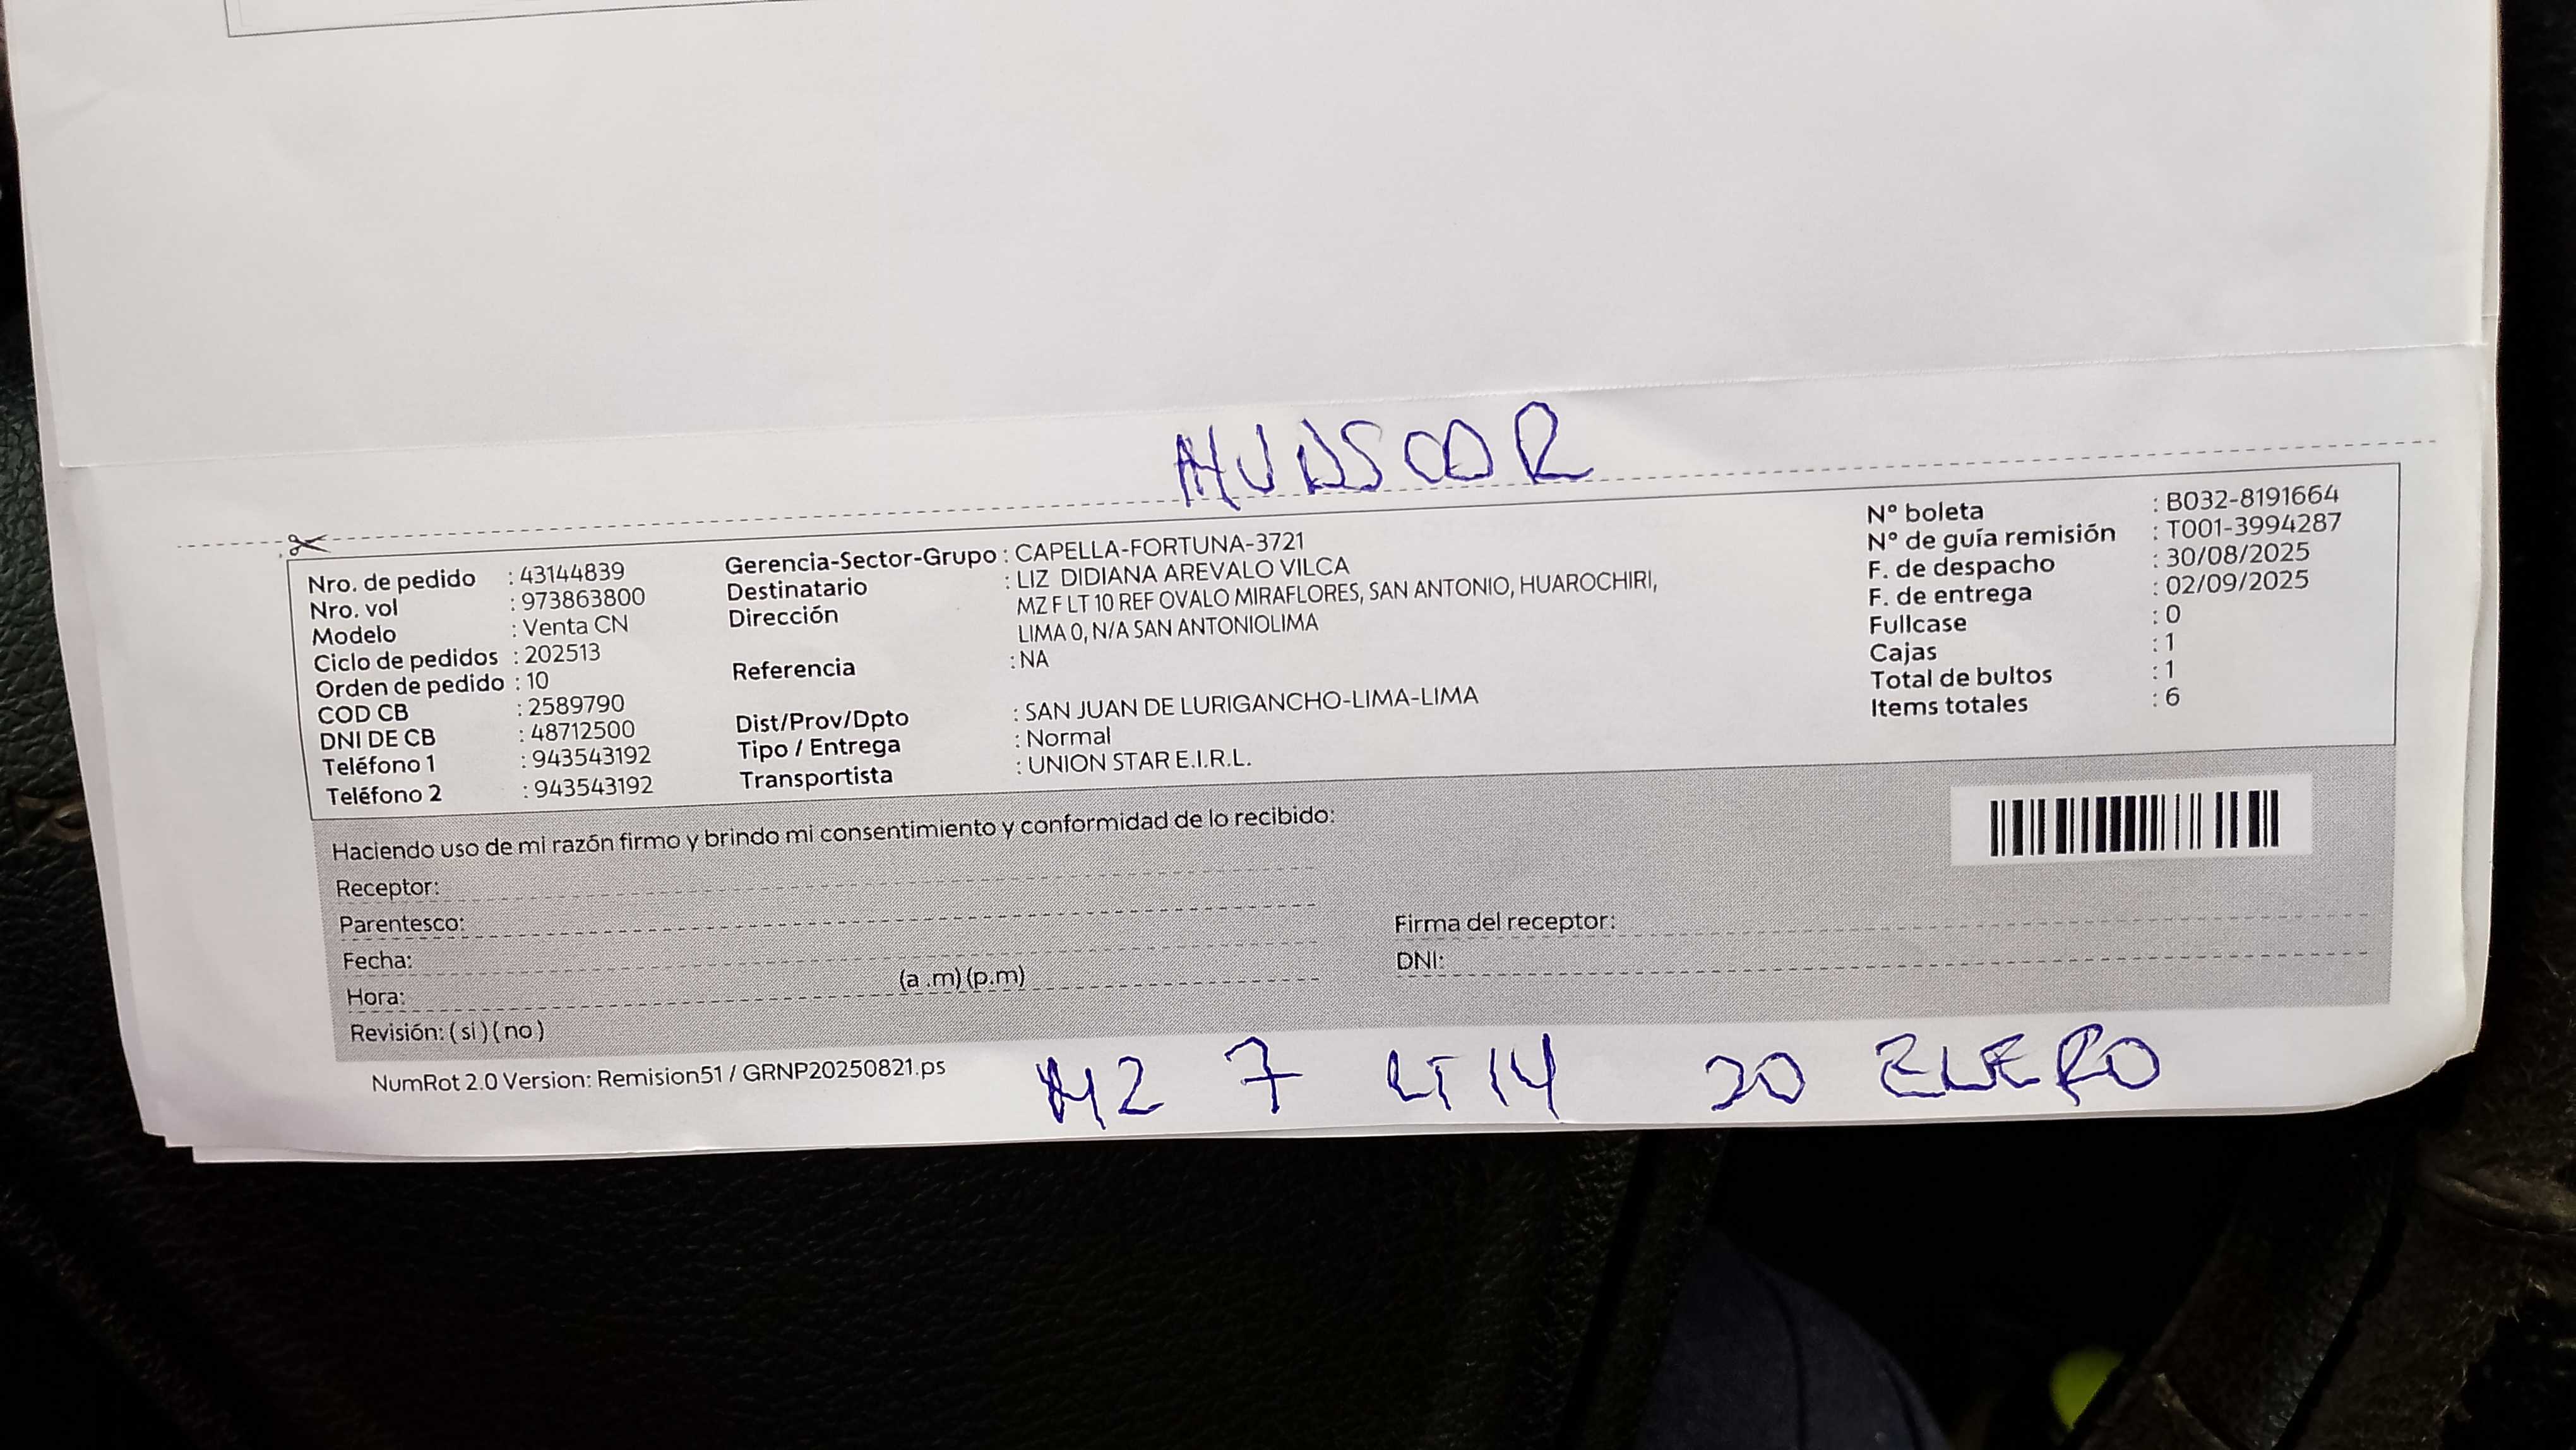 HUASCAR
Nro. de pedido : 43144839
Nro. vol : 973863800
Modelo : Venta CN
Ciclo de pedidos : 202513
Orden de pedido : 10
COD CB : 2589790
DNI DE CB : 48712500
Teléfono 1 : 943543192
Teléfono 2 : 943543192
Gerencia-Sector-Grupo : CAPELLA-FORTUNA-3721
Destinatario : LIZ DIDIANA AREVALO VILCA
Dirección MZ F LT 10 REF OVALO MIRAFLORES, SAN ANTONIO, HUAROCHIRI,
LIMA 0, N/A SAN ANTONIOLIMA
Referencia : NA
Dist/Prov/Dpto : SAN JUAN DE LURIGANCHO-LIMA-LIMA
Tipo / Entrega : Normal
Transportista : UNION STAR E.I.R.L.
N° boleta : B032-8191664
N° de guía remisión : T001-3994287
F. de despacho : 30/08/2025
F. de entrega : 02/09/2025
Fullcase : 0
Cajas : 1
Total de bultos : 1
Items totales : 6
Haciendo uso de mi razón firmo y brindo mi consentimiento y conformidad de lo recibido:
Receptor:
Parentesco:
Fecha:
Hora: (a .m) (p.m)
Revisión: ( si ) ( no )
Firma del receptor:
DNI:
NumRot 2.0 Version: Remision51 / GRNP20250821.ps
MZ 7 LT 14 20 ENERO